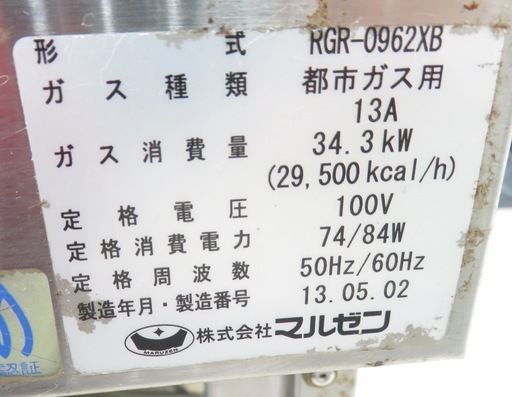 形 式 RGR-0962XB
ガス種類 都市ガス用
13A
ガス消費量 34.3kW
(29,500kcal/h)
定格電圧 100V
定格消費電力 74/84W
定格周波数 50Hz/60Hz
製造年月・製造番号 13.05.02
MARUZEN 株式会社マルゼン
認証